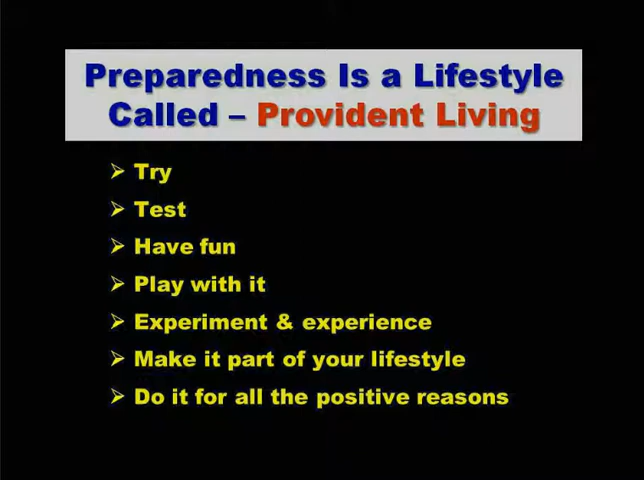 Preparedness Is a Lifestyle
Called – Provident Living
Try
Test
Have fun
Play with it
Experiment & experience
Make it part of your lifestyle
Do it for all the positive reasons